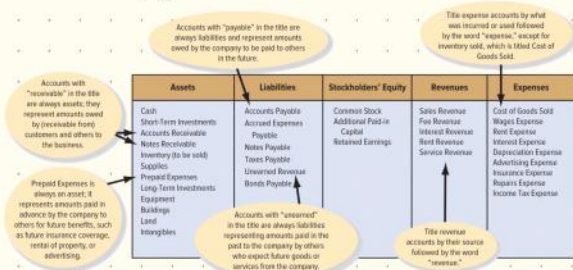 Accounts with "payable" in the title are
always liabilities and represent amounts
owed by the company to be paid to others
in the future.
Title expense accounts by what
was incurred or used followed
by the word "expense," except for
inventory sold, which is titled Cost of
Goods Sold.
Accounts with
"receivable" in the title
are always assets; they
represent amounts owed
by (receivable from)
customers and others to
the business.
Prepaid Expenses is
always an asset; it
represents amounts paid in
advance by the company to
others for future benefits, such
as future insurance coverage,
rental of property, or
advertising.
Assets
Cash
Short-Term Investments
Accounts Receivable
Notes Receivable
Inventory (to be sold)
Supplies
Prepaid Expenses
Long-Term Investments
Equipment
Buildings
Land
Intangibles
Liabilities
Accounts Payable
Accrued Expenses
Payable
Notes Payable
Taxes Payable
Unearned Revenue
Bonds Payable
Stockholders' Equity
Common Stock
Additional Paid-in
Capital
Retained Earnings
Revenues
Sales Revenue
Fee Revenue
Interest Revenue
Rent Revenue
Service Revenue
Expenses
Cost of Goods Sold
Wages Expense
Rent Expense
Interest Expense
Depreciation Expense
Advertising Expense
Insurance Expense
Repairs Expense
Income Tax Expense
Accounts with "unearned"
in the title are always liabilities
representing amounts paid in the
past to the company by others
who expect future goods or
services from the company.
Title revenue
accounts by their source
followed by the word
"revenue."